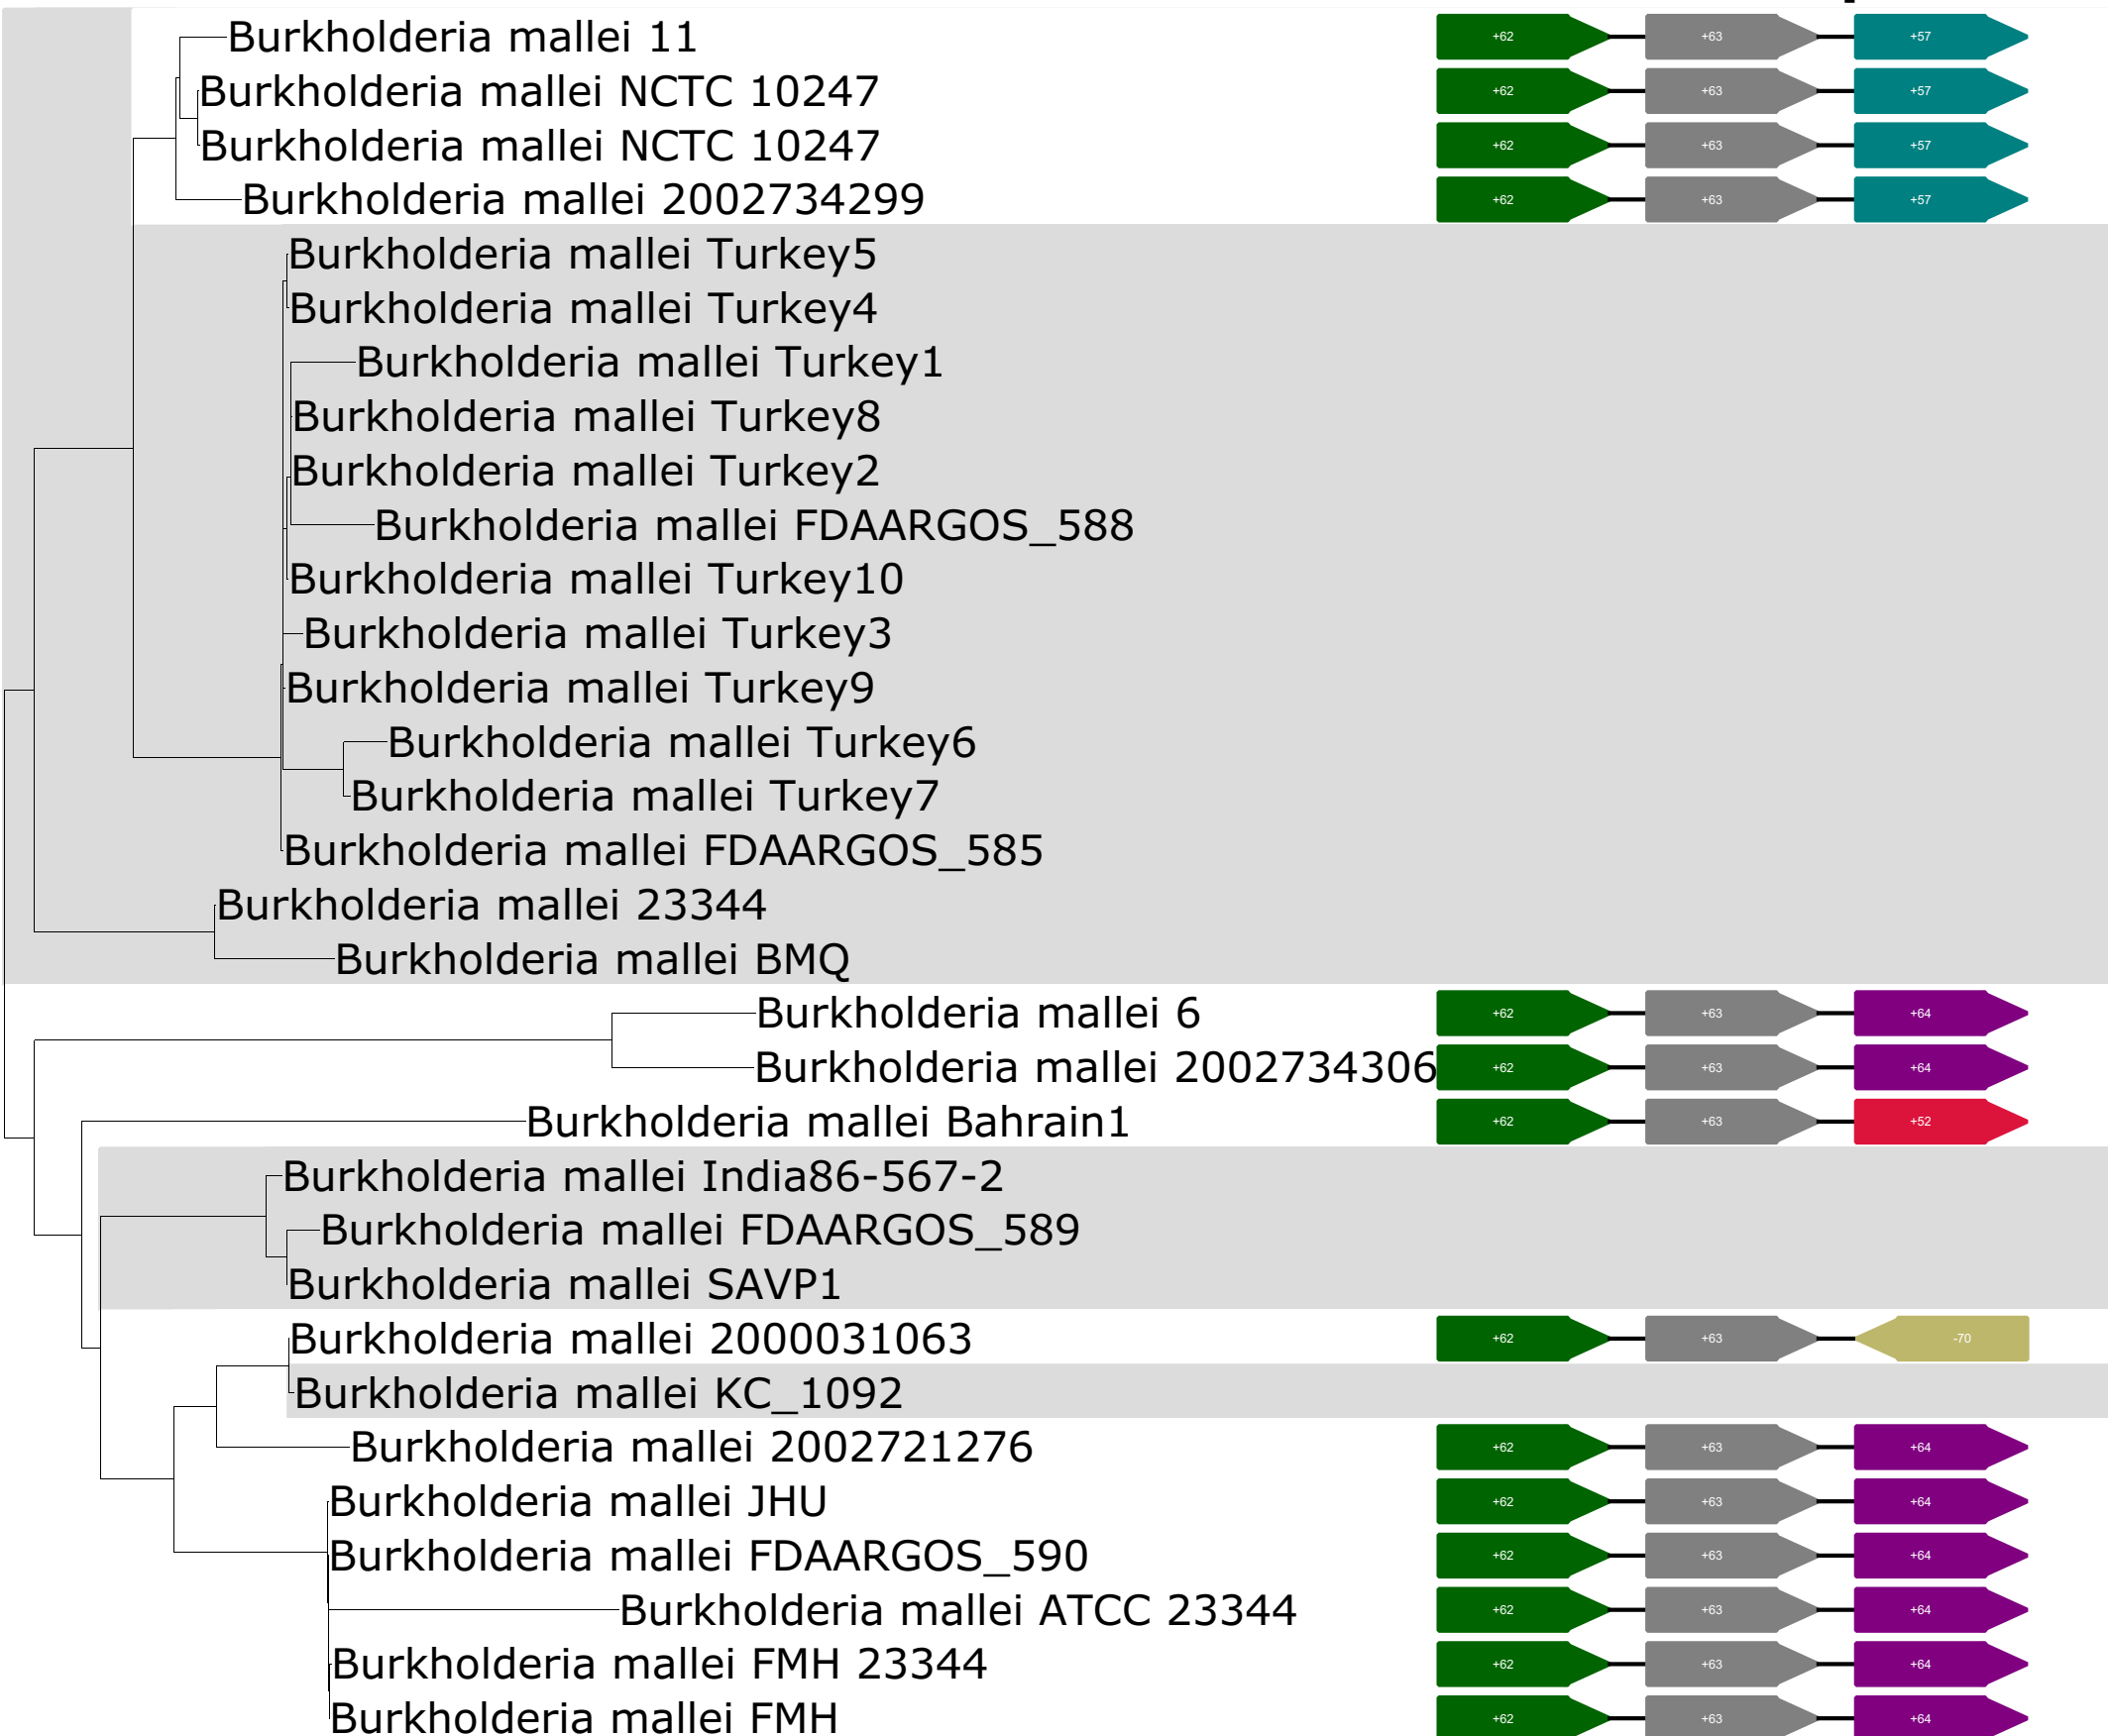 Burkholderia mallei 11 +62 +63 +57
Burkholderia mallei NCTC 10247 +62 +63 +57
Burkholderia mallei NCTC 10247 +62 +63 +57
Burkholderia mallei 2002734299 +62 +63 +57
Burkholderia mallei Turkey5
Burkholderia mallei Turkey4
Burkholderia mallei Turkey1
Burkholderia mallei Turkey8
Burkholderia mallei Turkey2
Burkholderia mallei FDAARGOS_588
Burkholderia mallei Turkey10
Burkholderia mallei Turkey3
Burkholderia mallei Turkey9
Burkholderia mallei Turkey6
Burkholderia mallei Turkey7
Burkholderia mallei FDAARGOS_585
Burkholderia mallei 23344
Burkholderia mallei BMQ
Burkholderia mallei 6 +62 +63 +64
Burkholderia mallei 2002734306 +62 +63 +64
Burkholderia mallei Bahrain1 +62 +63 +52
Burkholderia mallei India86-567-2
Burkholderia mallei FDAARGOS_589
Burkholderia mallei SAVP1
Burkholderia mallei 2000031063 +62 +63 -70
Burkholderia mallei KC_1092
Burkholderia mallei 2002721276 +62 +63 +64
Burkholderia mallei JHU +62 +63 +64
Burkholderia mallei FDAARGOS_590 +62 +63 +64
Burkholderia mallei ATCC 23344 +62 +63 +64
Burkholderia mallei FMH 23344 +62 +63 +64
Burkholderia mallei FMH +62 +63 +64